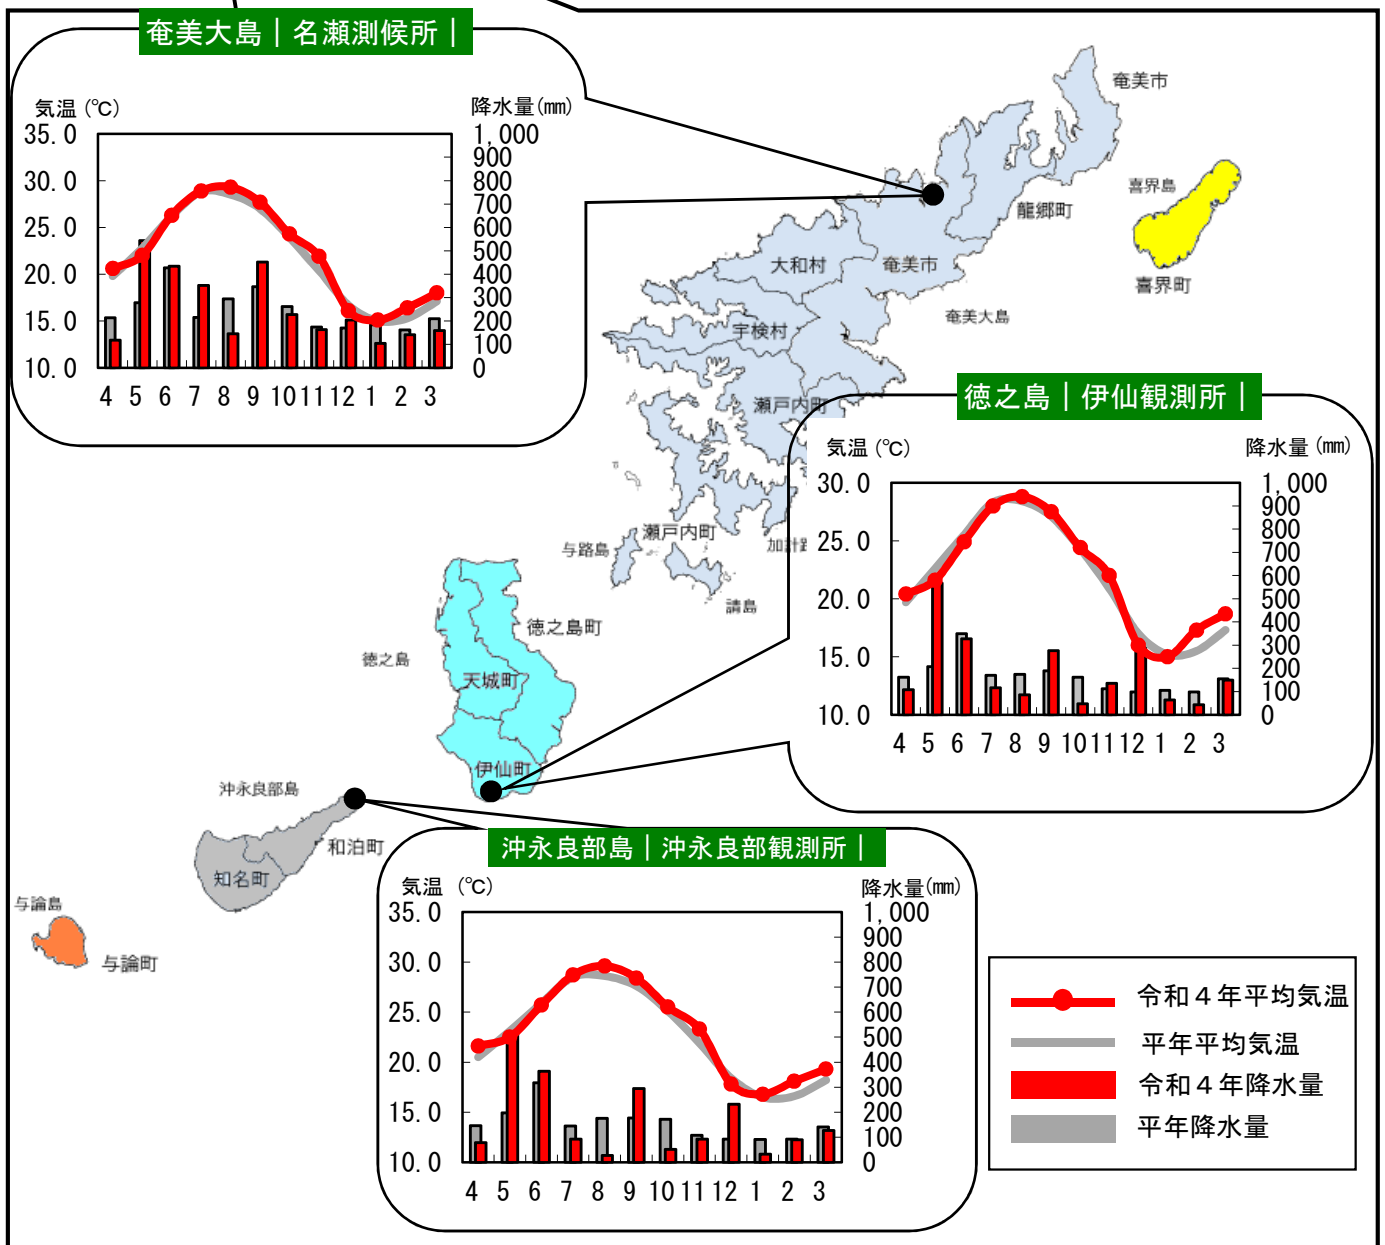 奄美大島｜名瀬測候所｜
気温 (℃)
降水量(㎜)
35.0
30.0
25.0
20.0
15.0
10.0
1,000
900
800
700
600
500
400
300
200
100
0
4 5 6 7 8 9 10 11 12 1 2 3
奄美市
喜界島
龍郷町
喜界町
大和村
奄美市
奄美大島
宇検村
瀬戸内町
瀬戸内町
与路島
請島
徳之島｜伊仙観測所｜
気温 (℃)
降水量(㎜)
30.0
25.0
20.0
15.0
10.0
1,000
900
800
700
600
500
400
300
200
100
0
4 5 6 7 8 9 10 11 12 1 2 3
徳之島町
徳之島
天城町
伊仙町
沖永良部島
和泊町
知名町
与論島
与論町
沖永良部島｜沖永良部観測所｜
気温 (℃)
降水量(㎜)
35.0
30.0
25.0
20.0
15.0
10.0
1,000
900
800
700
600
500
400
300
200
100
0
4 5 6 7 8 9 10 11 12 1 2 3
令和４年平均気温
平年平均気温
令和４年降水量
平年降水量